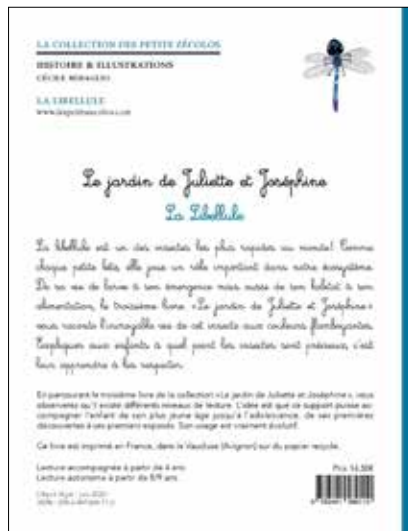 LA COLLECTION DES PETITS ZÉCOLOS
HISTOIRE & ILLUSTRATIONS
CÉCILE
LA LIBELLULE
Le jardin de Juliette et Joséphine
La Libellule
La libellule est un des insectes les plus rapides au monde! Comme
chaque petite bête, elle joue un rôle important dans notre écosystème.
De sa vie de larve à son émergence mais aussi de son habitat à son
alimentation, le troisième livre «Le jardin de Juliette et Joséphine»
vous raconte l'incroyable vie de cet insecte aux couleurs flamboyantes.
Expliquer aux enfants à quel point les insectes sont précieux, c'est
leur apprendre à les respecter.
En parcourant le troisième livre de la collection «Le jardin de Juliette et Joséphine», vous
observerez qu'il existe différents niveaux de lecture. L'idée est que ce support puisse ac-
compagner l'enfant de son plus jeune âge jusqu'à l'adolescence, de ses premières
découvertes à ses premiers exposés. Son usage est vraiment évolutif.
Ce livre est imprimé en France, dans le Vaucluse (Avignon) sur du papier recyclé.
Lecture accompagnée à partir de 4 ans
Lecture autonome à partir de 8/9 ans
Prix
Dépôt légal : juin 2020
ISBN :